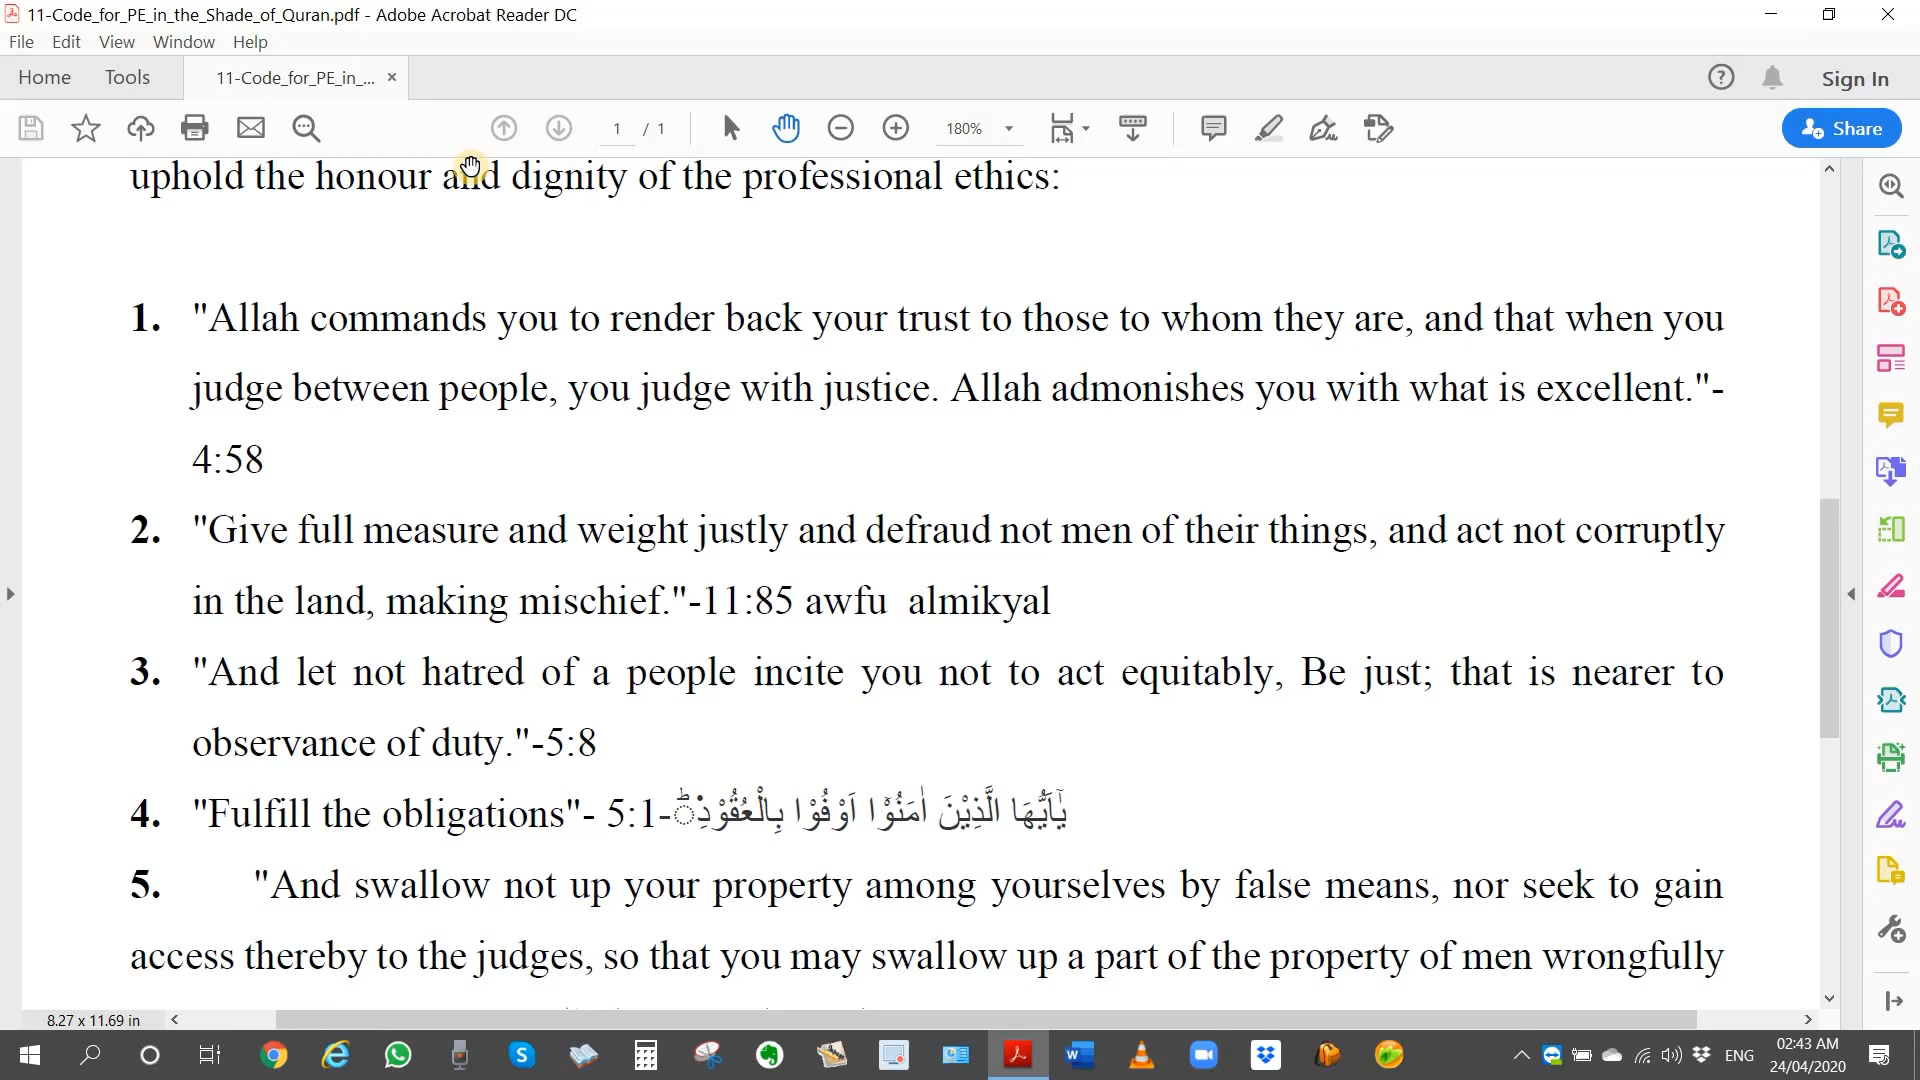 11-Code_for_PE_in_the_Shade_of_Quran.pdf - Adobe Acrobat Reader DC
File Edit View Window Help
Home Tools 11-Code_for_PE_in_... × Sign In
1 / 1 180% Share
uphold the honour and dignity of the professional ethics:
1. "Allah commands you to render back your trust to those to whom they are, and that when you
judge between people, you judge with justice. Allah admonishes you with what is excellent."-
4:58
2. "Give full measure and weight justly and defraud not men of their things, and act not corruptly
in the land, making mischief."-11:85 awfu almikyal
3. "And let not hatred of a people incite you not to act equitably, Be just; that is nearer to
observance of duty."-5:8
4. "Fulfill the obligations"- 5:1-يٰۤاَيُّهَا الَّذِيْنَ اٰمَنُوْۤا اَوْفُوْا بِالْعُقُوْدِ
5. "And swallow not up your property among yourselves by false means, nor seek to gain
access thereby to the judges, so that you may swallow up a part of the property of men wrongfully
8.27 x 11.69 in
ENG 02:43 AM
24/04/2020